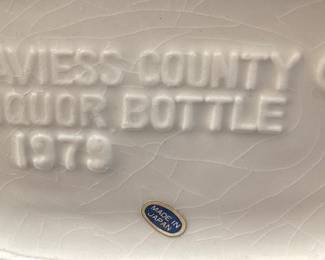 AVIESS COUNTY
QUOR BOTTLE
1979
MADE IN
JAPAN